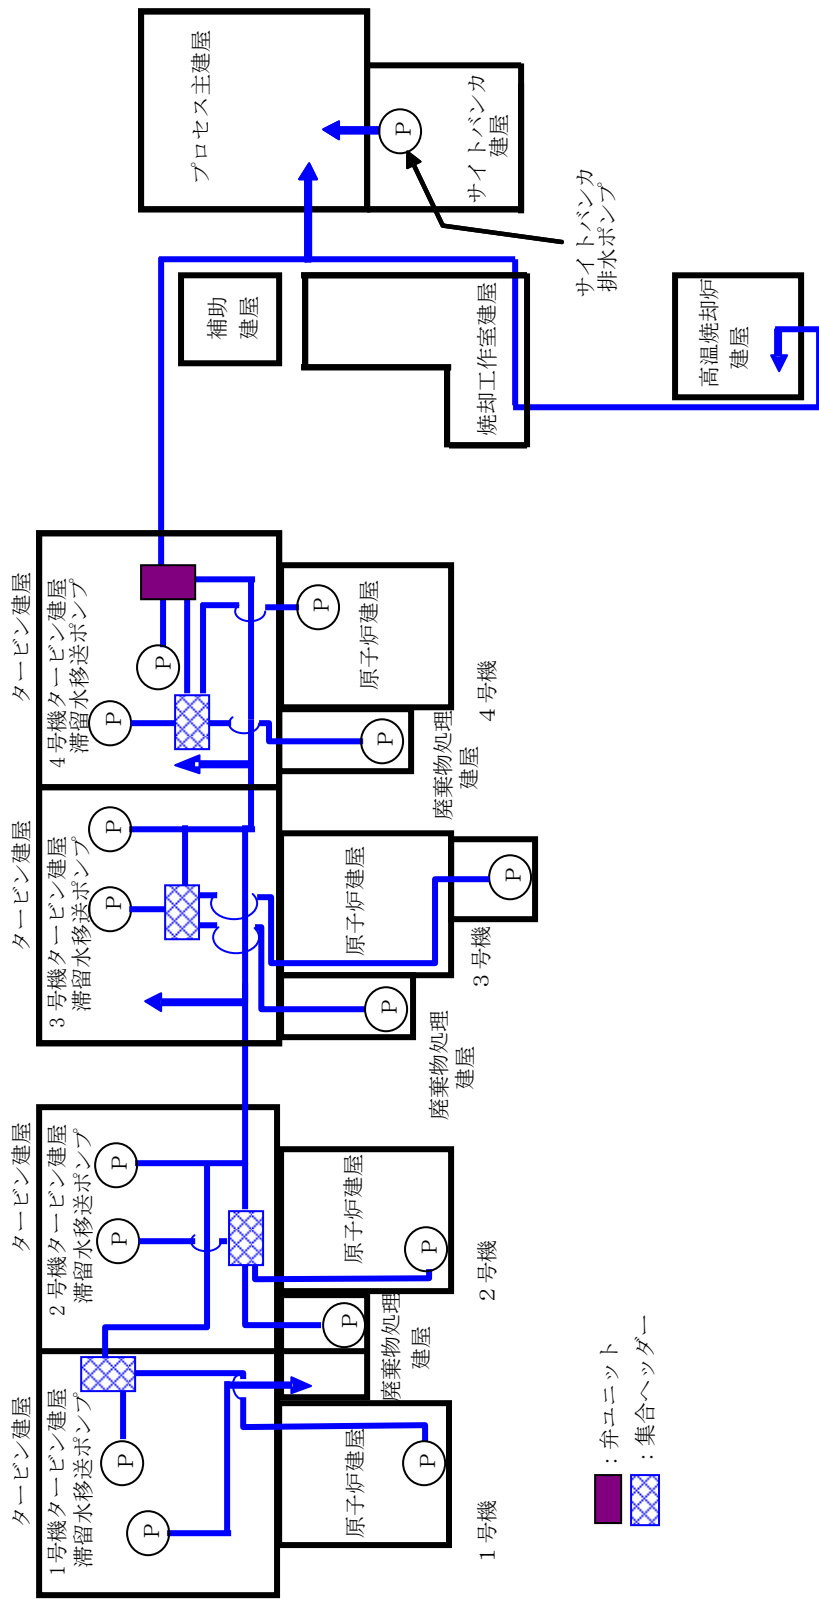 タービン建屋
1号機タービン建屋
滞留水移送ポンプ
P
P
原子炉建屋
P
1号機
タービン建屋
2号機タービン建屋
滞留水移送ポンプ
P
P
P
廃棄物処理
建屋
原子炉建屋
P
2号機
タービン建屋
3号機タービン建屋
滞留水移送ポンプ
P
P
P
廃棄物処理
建屋
原子炉建屋
P
3号機
タービン建屋
4号機タービン建屋
滞留水移送ポンプ
P
P
P
廃棄物処理
建屋
原子炉建屋
P
4号機
補助
建屋
焼却工作室建屋
高温焼却炉
建屋
プロセス主建屋
P
サイトバンカ
建屋
サイトバンカ
排水ポンプ
：弁ユニット
：集合ヘッダー